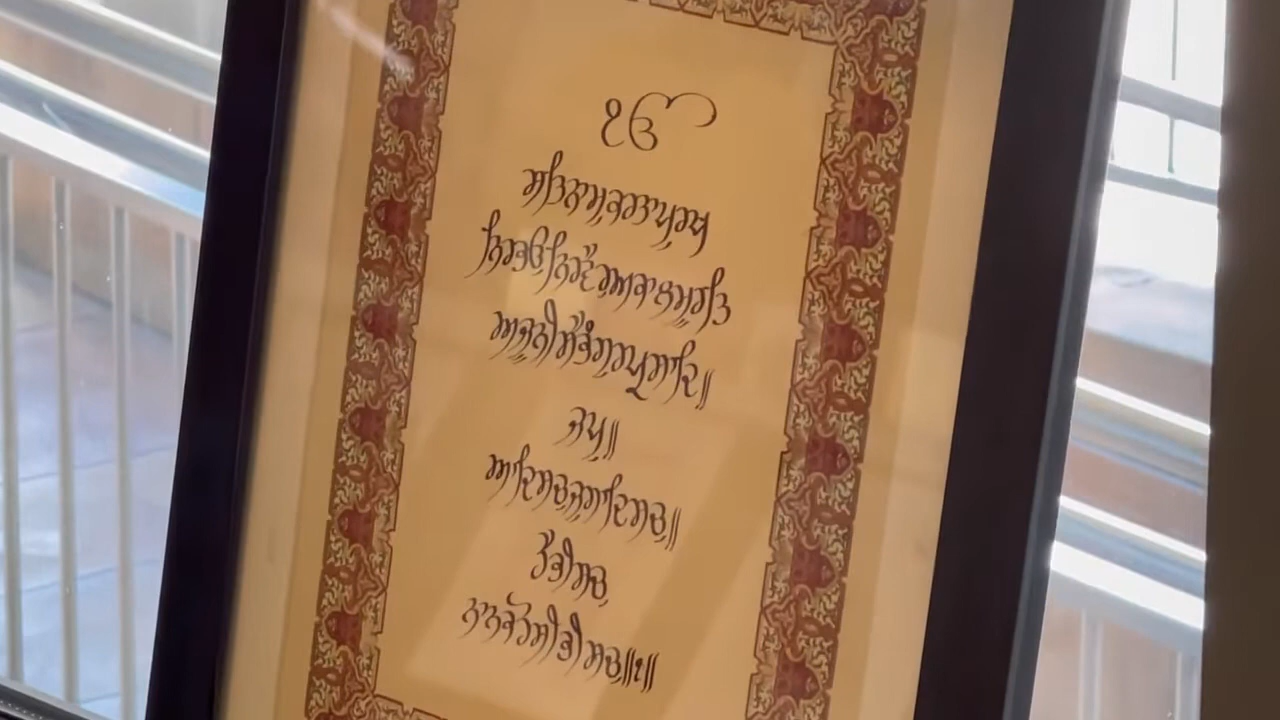 ੴ
ਸਤਿਨਾਮੁਕਰਤਾਪੁਰਖੁ
ਨਿਰਭਉਨਿਰਵੈਰੁਅਕਾਲਮੂਰਤਿ
ਅਜੂਨੀਸੈਭੰਗੁਰਪ੍ਰਸਾਦਿ॥
ਜਪੁ॥
ਆਦਿਸਚੁਜੁਗਾਦਿਸਚੁ॥
ਹੈਭੀਸਚੁ
ਨਾਨਕਹੋਸੀਭੀਸਚੁ॥੧॥